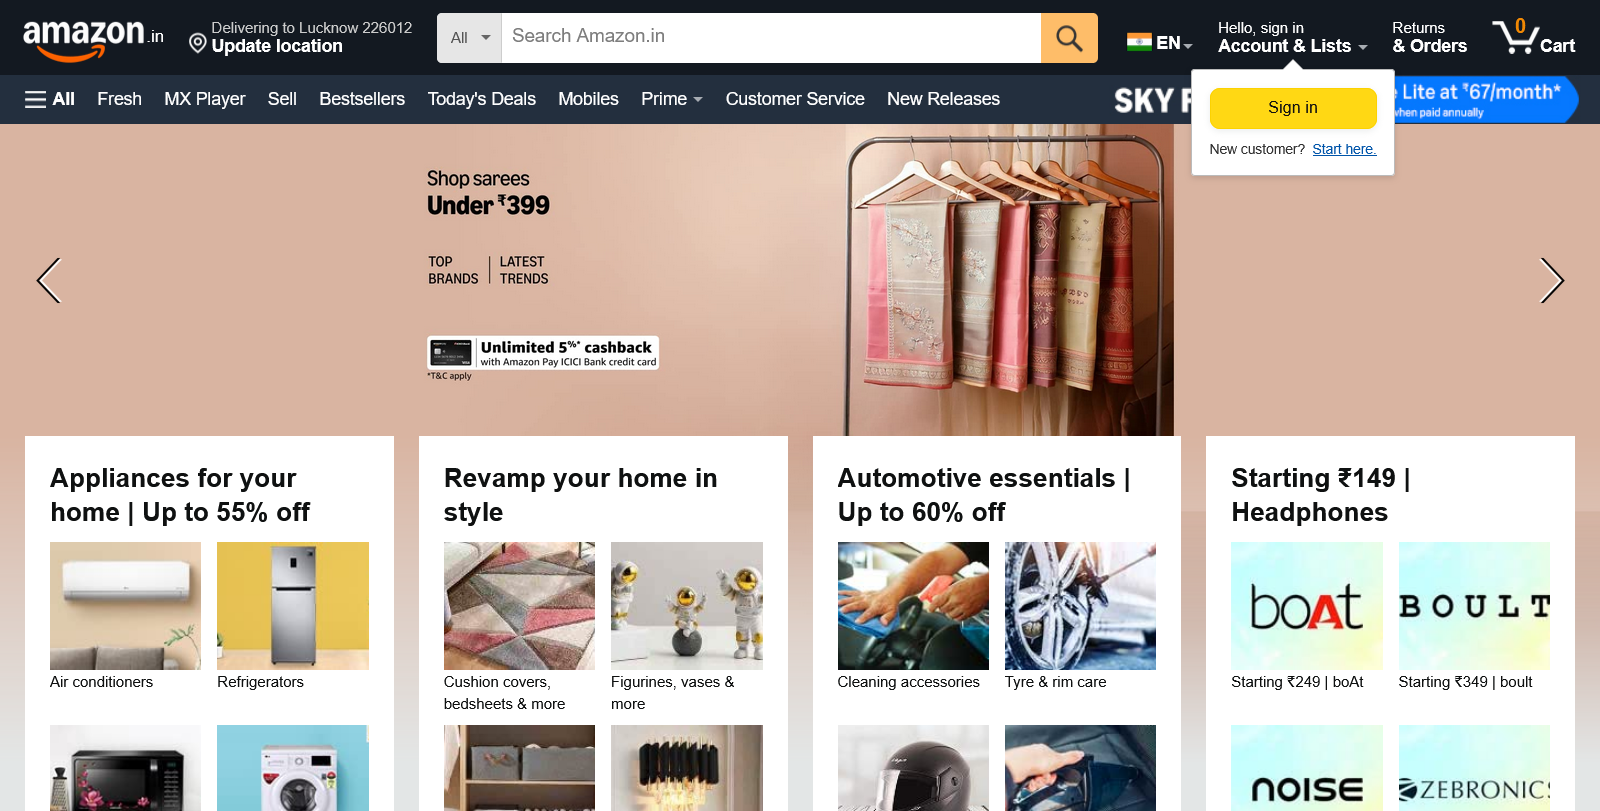 amazon.in
Delivering to Lucknow 226012
Update location
All
Search Amazon.in
EN
Hello, sign in
Account & Lists
Returns
& Orders
0
Cart
All
Fresh
MX Player
Sell
Bestsellers
Today's Deals
Mobiles
Prime
Customer Service
New Releases
SKY
Lite at ₹67/month*
when paid annually
Sign in
New customer? Start here.
Shop sarees
Under ₹399
TOP BRANDS
LATEST TRENDS
Unlimited 5%* cashback
with Amazon Pay ICICI Bank credit card
*T&C apply
Appliances for your
home | Up to 55% off
Air conditioners
Refrigerators
Revamp your home in
style
Cushion covers,
bedsheets & more
Figurines, vases &
more
Automotive essentials |
Up to 60% off
Cleaning accessories
Tyre & rim care
Starting ₹149 |
Headphones
boAt
BOULT
Starting ₹249 | boAt
Starting ₹349 | boult
noise
ZEBRONICS